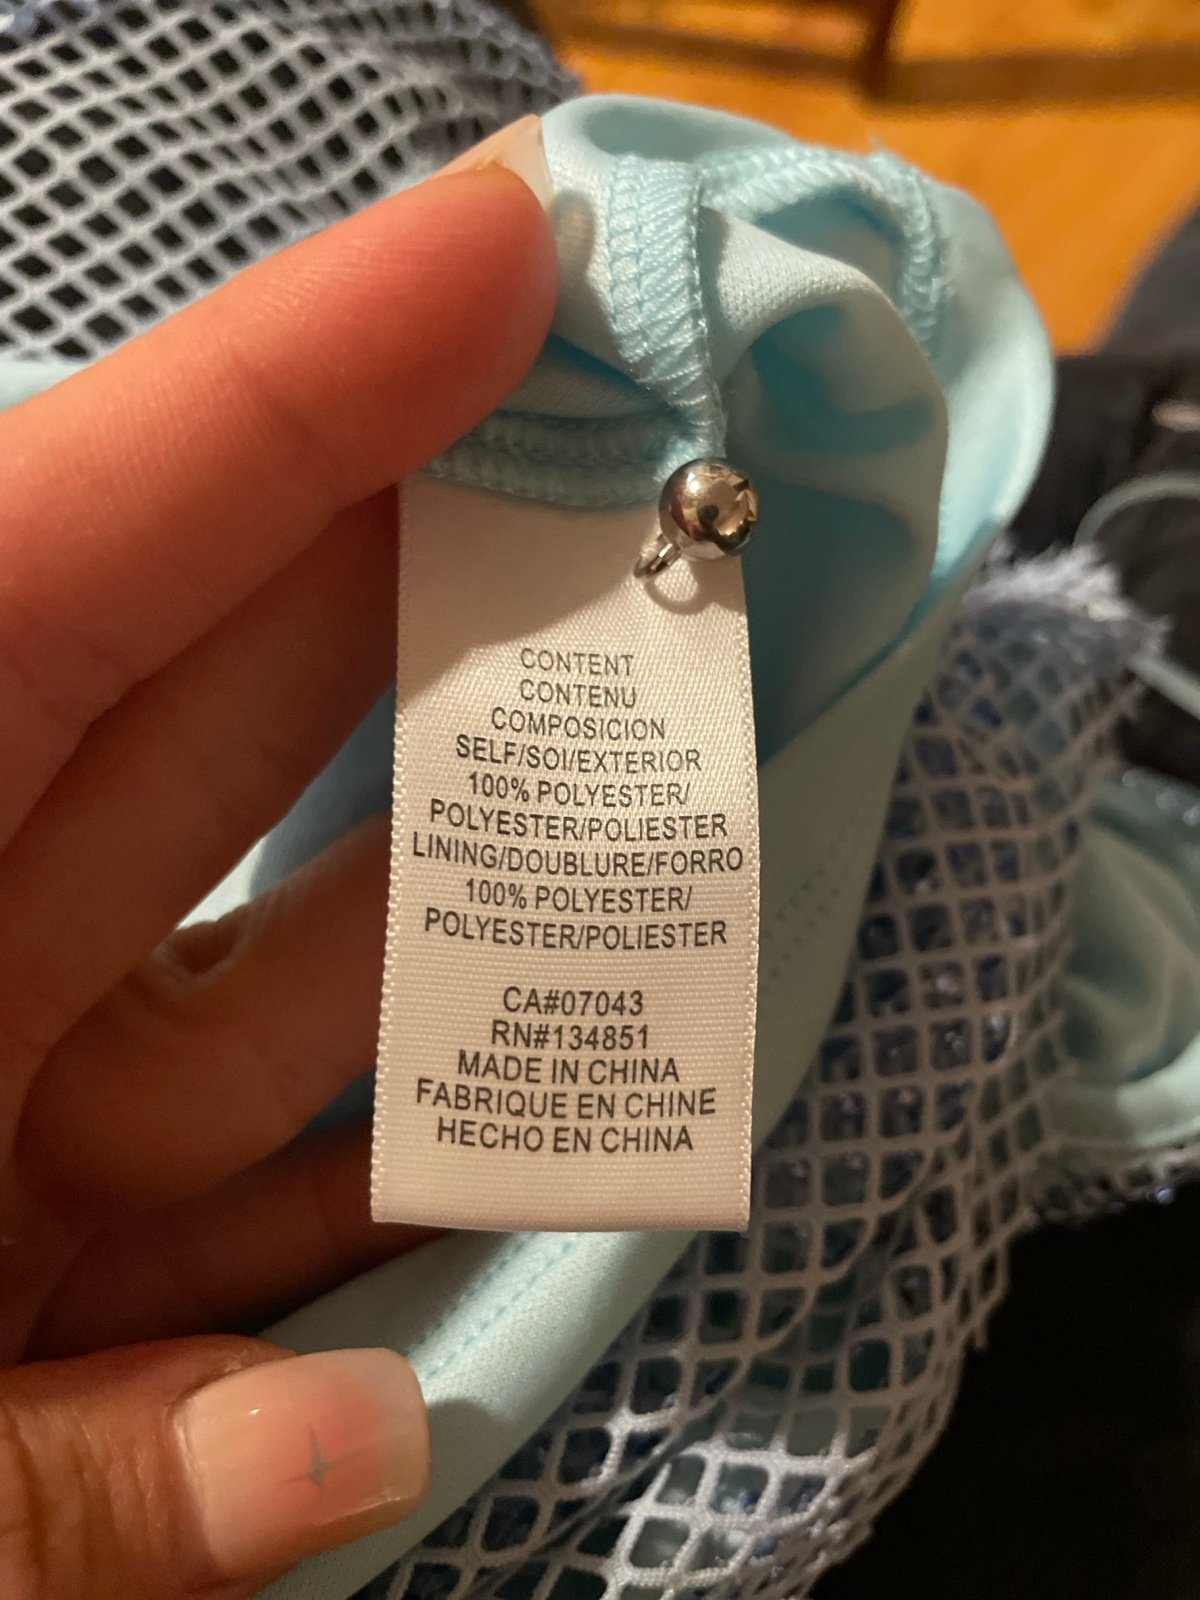 CONTENT
CONTENU
COMPOSICION
SELF/SOI/EXTERIOR
100% POLYESTER/
POLYESTER/POLIESTER
LINING/DOUBLURE/FORRO
100% POLYESTER/
POLYESTER/POLIESTER
CA#07043
RN#134851
MADE IN CHINA
FABRIQUE EN CHINE
HECHO EN CHINA